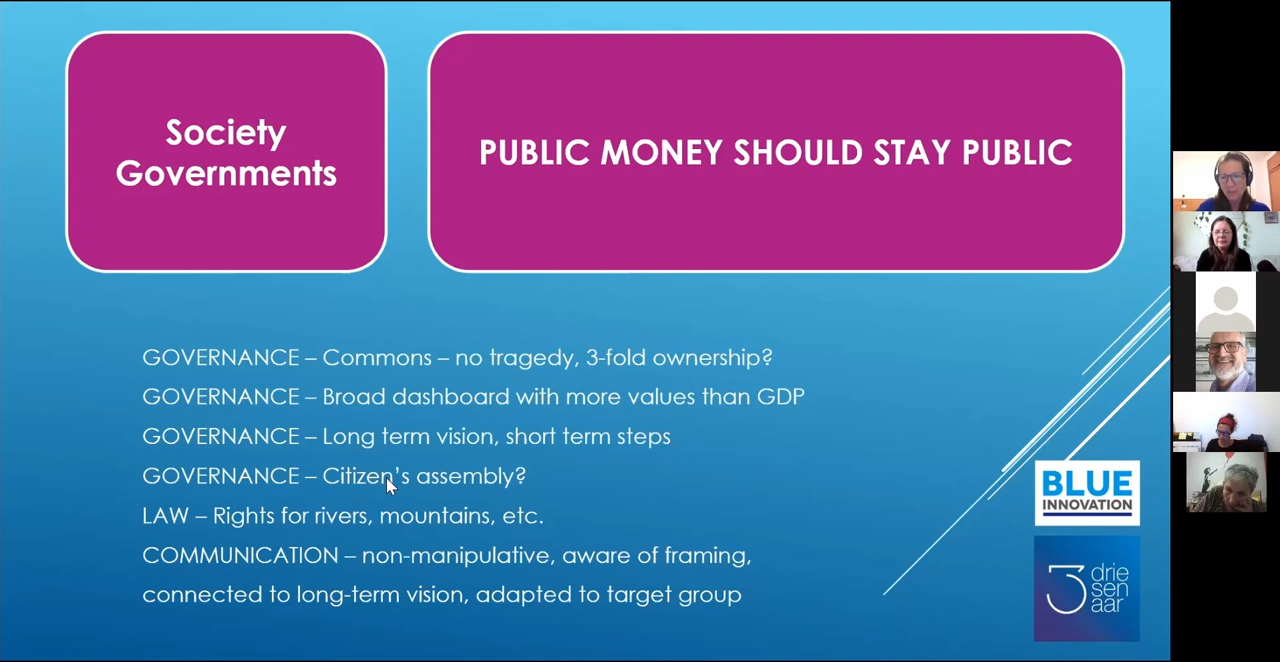 Society
Governments
PUBLIC MONEY SHOULD STAY PUBLIC
GOVERNANCE – Commons – no tragedy, 3-fold ownership?
GOVERNANCE – Broad dashboard with more values than GDP
GOVERNANCE – Long term vision, short term steps
GOVERNANCE – Citizen's assembly?
LAW – Rights for rivers, mountains, etc.
COMMUNICATION – non-manipulative, aware of framing,
connected to long-term vision, adapted to target group
BLUE
INNOVATION
3 drie
sen
aar